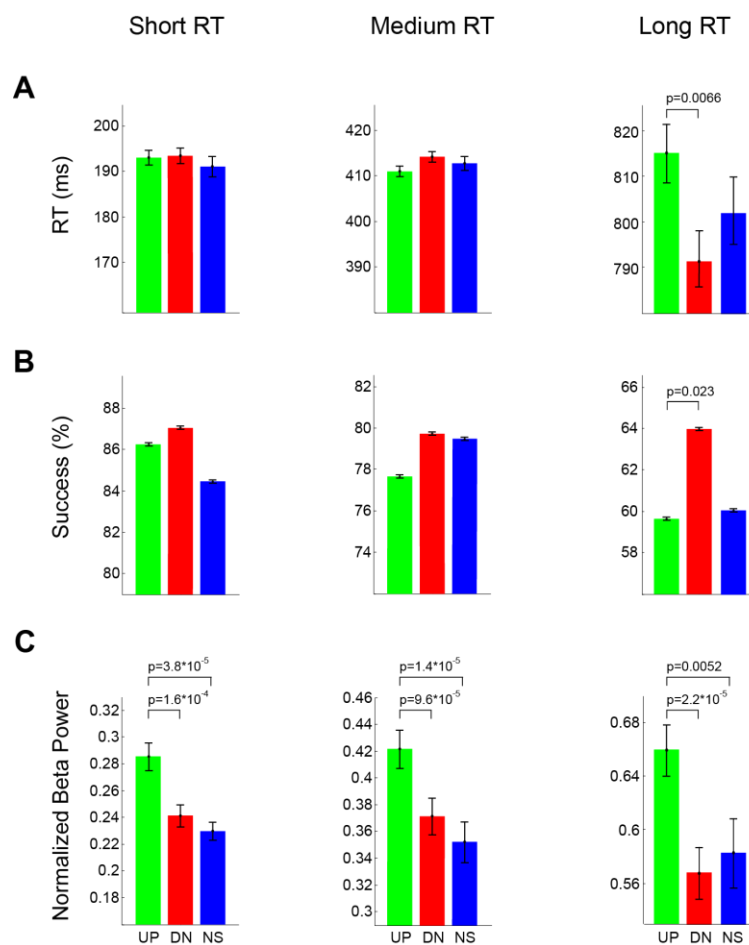 Short RT Medium RT Long RT
A
RT (ms)
200
190
180
170
420
410
400
390
p=0.0066
820
810
800
790
B
Success (%)
88
86
84
82
80
82
80
78
76
74
p=0.023
66
64
62
60
58
C
Normalized Beta Power
p=3.8*10-5
p=1.6*10-4
0.32
0.3
0.28
0.26
0.24
0.22
0.2
0.18
p=1.4*10-5
p=9.6*10-5
0.46
0.44
0.42
0.4
0.38
0.36
0.34
0.32
0.3
p=0.0052
p=2.2*10-5
0.68
0.64
0.6
0.56
UP DN NS
UP DN NS
UP DN NS